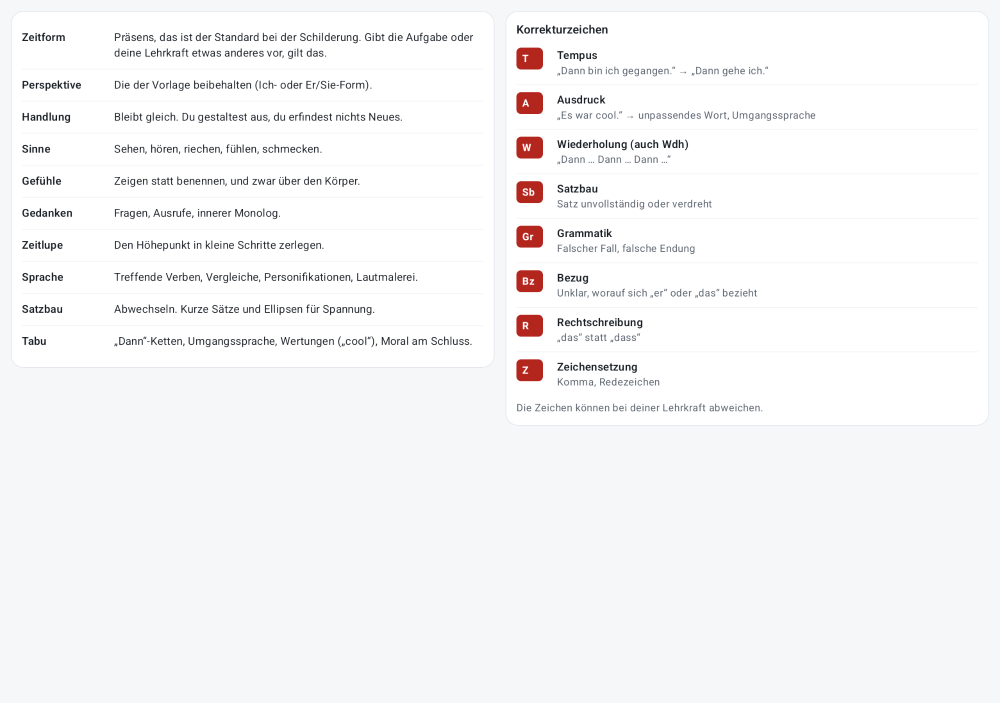 Zeitform
Präsens, das ist der Standard bei der Schilderung. Gibt die Aufgabe oder
deine Lehrkraft etwas anderes vor, gilt das.
Perspektive
Die der Vorlage beibehalten (Ich- oder Er/Sie-Form).
Handlung
Bleibt gleich. Du gestaltest aus, du erfindest nichts Neues.
Sinne
Sehen, hören, riechen, fühlen, schmecken.
Gefühle
Zeigen statt benennen, und zwar über den Körper.
Gedanken
Fragen, Ausrufe, innerer Monolog.
Zeitlupe
Den Höhepunkt in kleine Schritte zerlegen.
Sprache
Treffende Verben, Vergleiche, Personifikationen, Lautmalerei.
Satzbau
Abwechseln. Kurze Sätze und Ellipsen für Spannung.
Tabu
„Dann“-Ketten, Umgangssprache, Wertungen („cool“), Moral am Schluss.
Korrekturzeichen
T
Tempus
„Dann bin ich gegangen.“ → „Dann gehe ich.“
A
Ausdruck
„Es war cool.“ → unpassendes Wort, Umgangssprache
W
Wiederholung (auch Wdh)
„Dann … Dann … Dann …“
Sb
Satzbau
Satz unvollständig oder verdreht
Gr
Grammatik
Falscher Fall, falsche Endung
Bz
Bezug
Unklar, worauf sich „er“ oder „das“ bezieht
R
Rechtschreibung
„das“ statt „dass“
Z
Zeichensetzung
Komma, Redezeichen
Die Zeichen können bei deiner Lehrkraft abweichen.